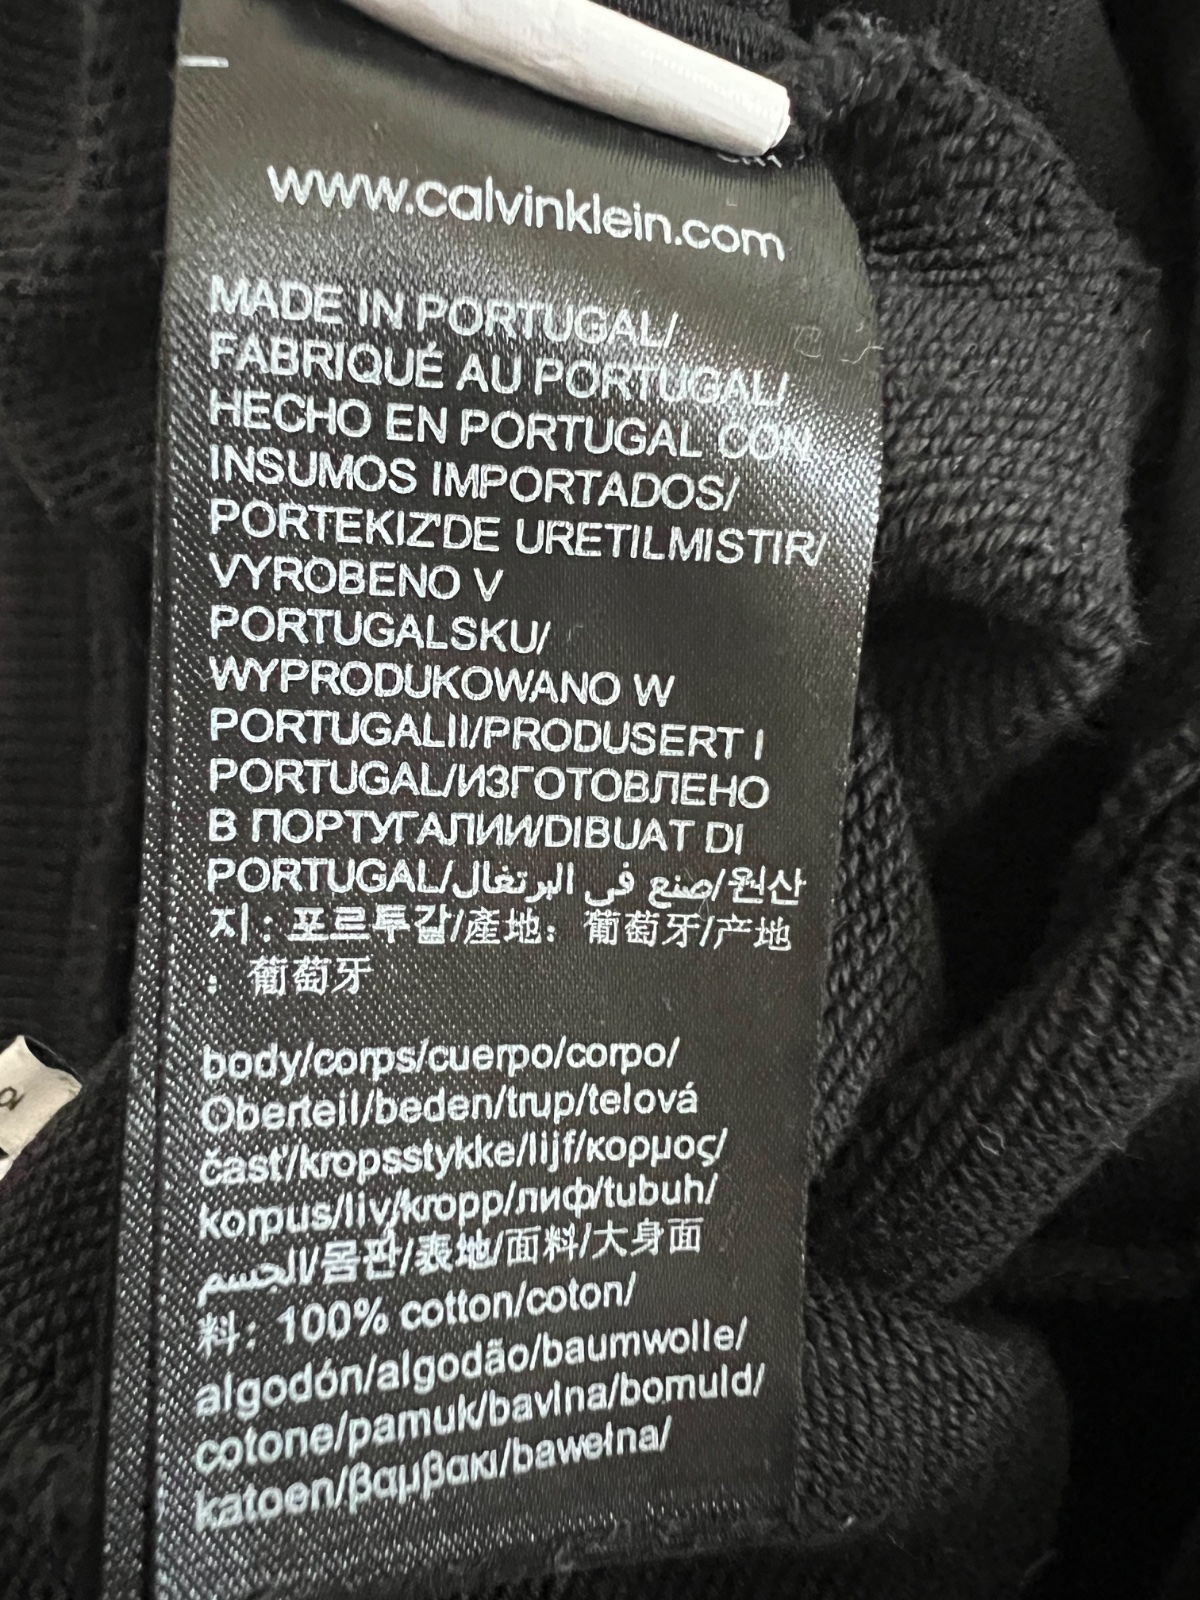 www.calvinklein.com
MADE IN PORTUGAL/
FABRIQUÉ AU PORTUGAL/
HECHO EN PORTUGAL CON
INSUMOS IMPORTADOS/
PORTEKIZ'DE URETILMISTIR/
VYROBENO V
PORTUGALSKU/
WYPRODUKOWANO W
PORTUGALII/PRODUSERT I
PORTUGAL/ИЗГОТОВЛЕНО
В ПОРТУГАЛИИ/DIBUAT DI
PORTUGAL/صنع في البرتغال/원산
지: 포르투갈/產地: 葡萄牙/产地
: 葡萄牙
body/corps/cuerpo/corpo/
Oberteil/beden/trup/telová
časť/kropsstykke/lijf/κορμος/
korpus/liv/kropp/лиф/tubuh/
الجسم/몸판/表地/面料/大身面
料: 100% cotton/coton/
algodón/algodão/baumwolle/
cotone/pamuk/bavlna/bomuld/
katoen/βαμβακι/bawełna/